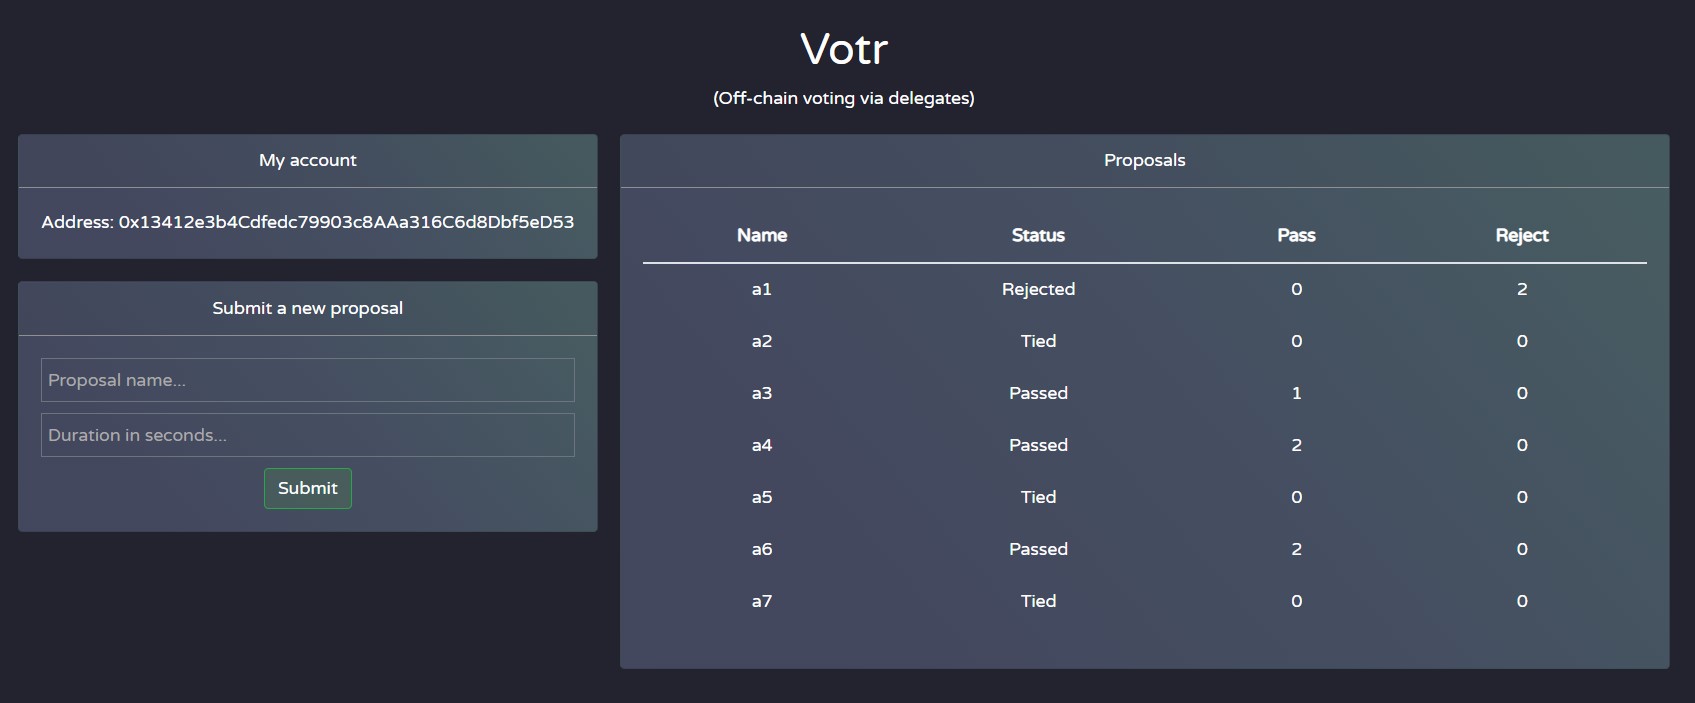 Votr
(Off-chain voting via delegates)
My account
Address: 0x13412e3b4Cdfedc79903c8AAa316C6d8Dbf5eD53
Submit a new proposal
Proposal name...
Duration in seconds...
Submit
Proposals
Name Status Pass Reject
a1 Rejected 0 2
a2 Tied 0 0
a3 Passed 1 0
a4 Passed 2 0
a5 Tied 0 0
a6 Passed 2 0
a7 Tied 0 0